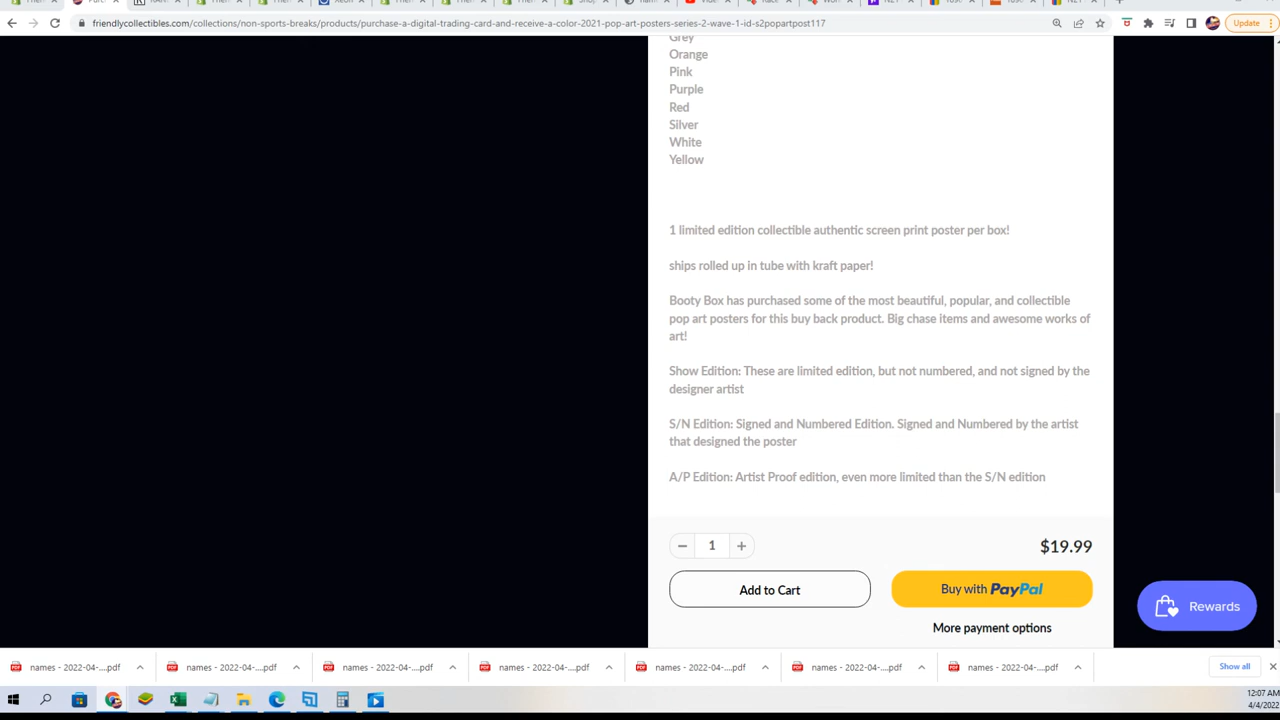 friendlycollectibles.com/collections/non-sports-breaks/products/purchase-a-digital-trading-card-and-receive-a-color-2021-pop-art-posters-series-2-wave-1-id-s2popartpost117
Update
Grey
Orange
Pink
Purple
Red
Silver
White
Yellow
1 limited edition collectible authentic screen print poster per box!
ships rolled up in tube with kraft paper!
Booty Box has purchased some of the most beautiful, popular, and collectible
pop art posters for this buy back product. Big chase items and awesome works of
art!
Show Edition: These are limited edition, but not numbered, and not signed by the
designer artist
S/N Edition: Signed and Numbered Edition. Signed and Numbered by the artist
that designed the poster
A/P Edition: Artist Proof edition, even more limited than the S/N edition
1
$19.99
Add to Cart
Buy with PayPal
More payment options
Rewards
names - 2022-04-....pdf
names - 2022-04-....pdf
names - 2022-04-....pdf
names - 2022-04-....pdf
names - 2022-04-....pdf
names - 2022-04-....pdf
names - 2022-04-....pdf
Show all
12:07 AM
4/4/2022